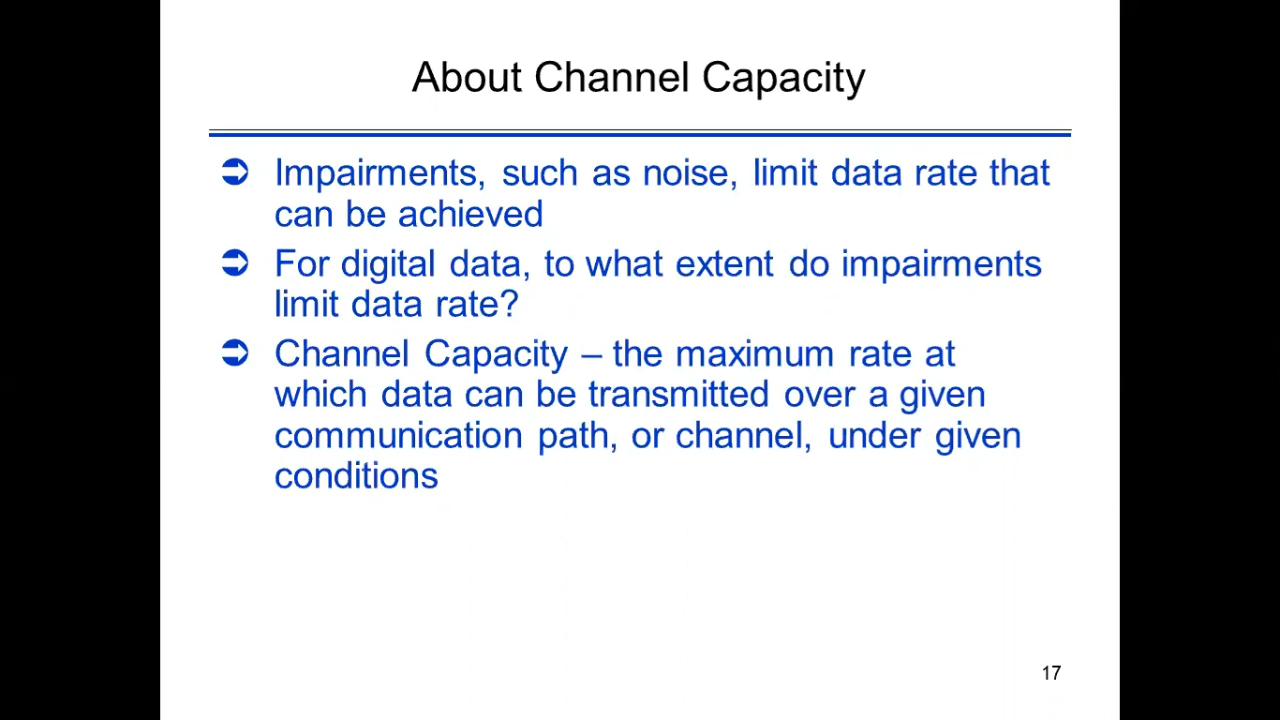 About Channel Capacity
Impairments, such as noise, limit data rate that
can be achieved
For digital data, to what extent do impairments
limit data rate?
Channel Capacity – the maximum rate at
which data can be transmitted over a given
communication path, or channel, under given
conditions
17